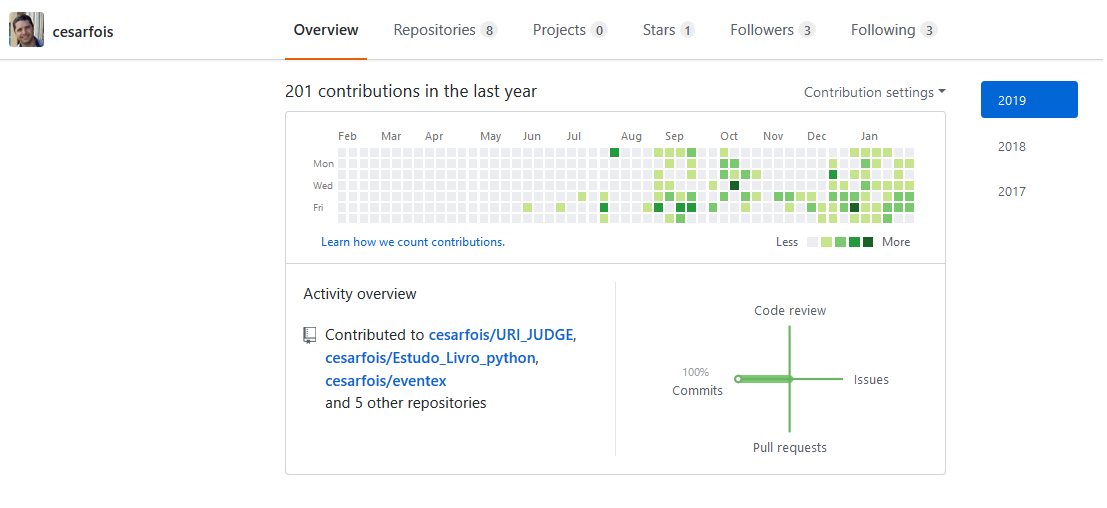 cesarfois
Overview Repositories 8 Projects 0 Stars 1 Followers 3 Following 3
201 contributions in the last year
Contribution settings
2019
2018
2017
Feb Mar Apr May Jun Jul Aug Sep Oct Nov Dec Jan
Mon
Wed
Fri
Learn how we count contributions.
Less More
Activity overview
Contributed to cesarfois/URI_JUDGE,
cesarfois/Estudo_Livro_python,
cesarfois/eventex
and 5 other repositories
Code review
100%
Commits
Issues
Pull requests